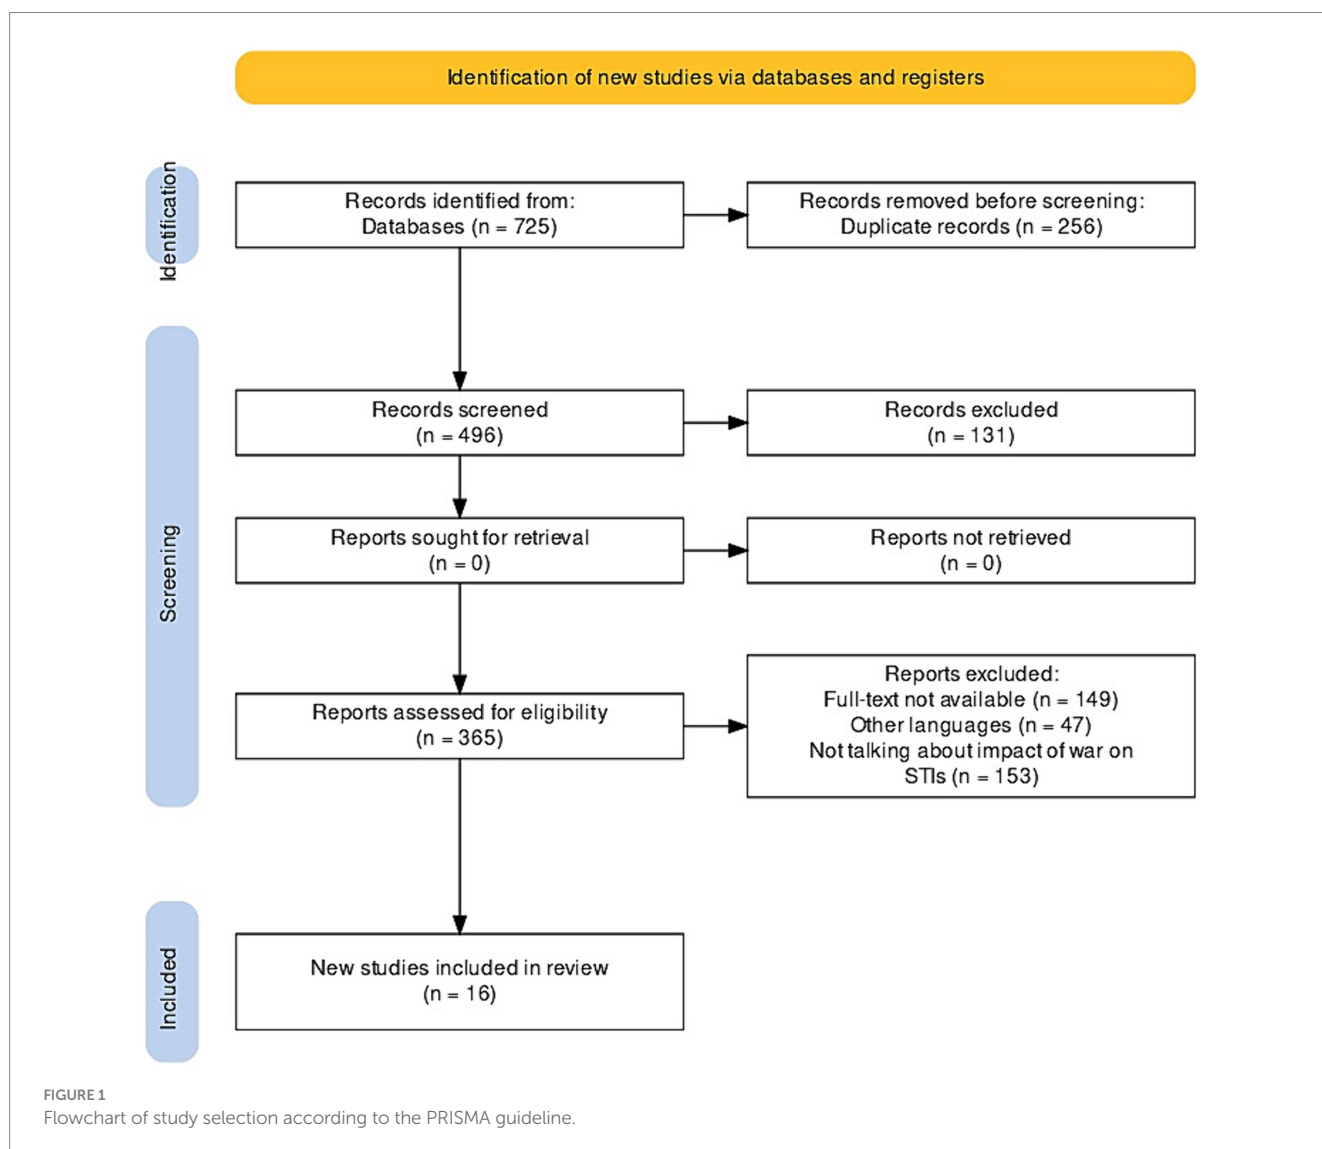 Identification of new studies via databases and registers
Identification
Records identified from:
Databases (n = 725)
Records removed before screening:
Duplicate records (n = 256)
Screening
Records screened
(n = 496)
Records excluded
(n = 131)
Reports sought for retrieval
(n = 0)
Reports not retrieved
(n = 0)
Reports assessed for eligibility
(n = 365)
Reports excluded:
Full-text not available (n = 149)
Other languages (n = 47)
Not talking about impact of war on
STIs (n = 153)
Included
New studies included in review
(n = 16)
FIGURE 1
Flowchart of study selection according to the PRISMA guideline.